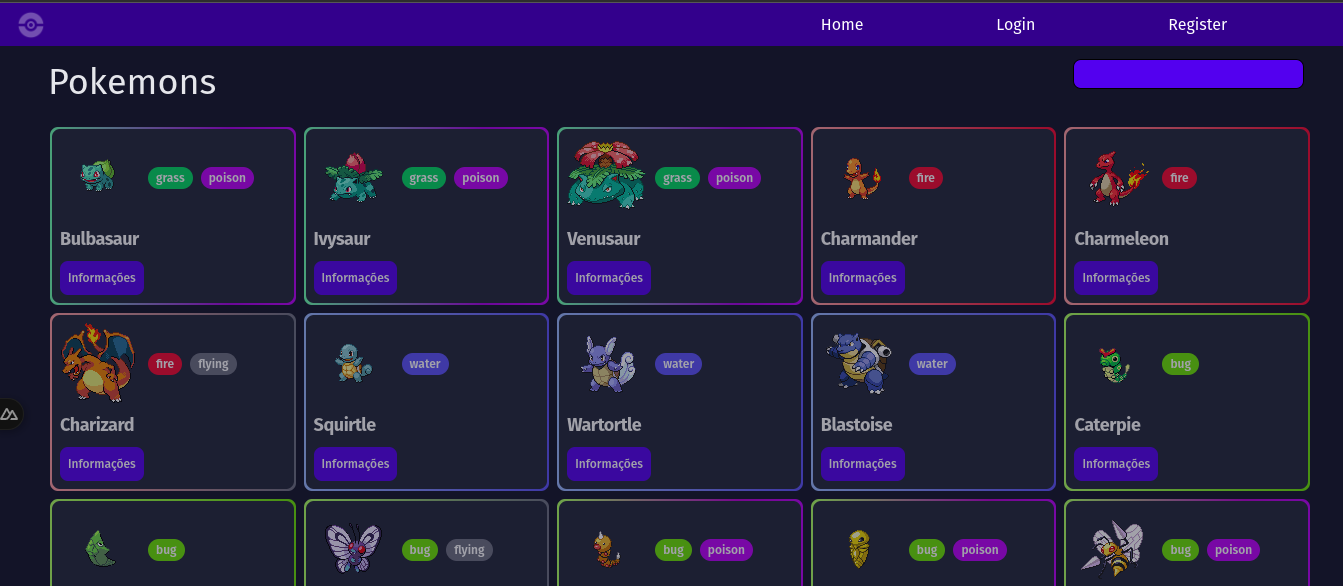 Home Login Register
Pokemons
grass poison grass poison grass poison fire fire
Bulbasaur Ivysaur Venusaur Charmander Charmeleon
Informações Informações Informações Informações Informações
fire flying water water water bug
Charizard Squirtle Wartortle Blastoise Caterpie
Informações Informações Informações Informações Informações
bug bug flying bug poison bug poison bug poison